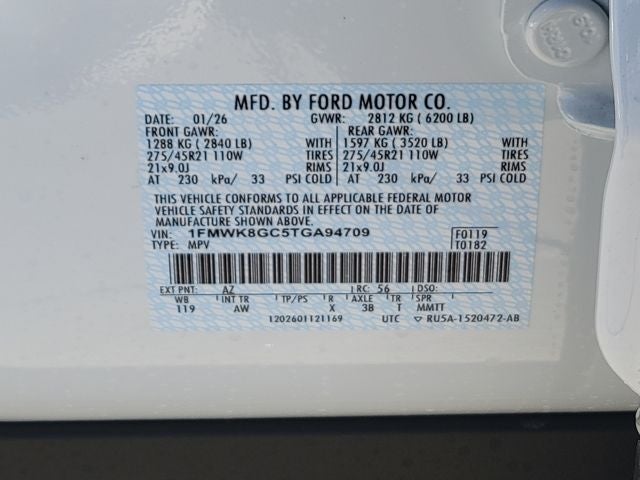 MFD. BY FORD MOTOR CO.
DATE: 01/26 GVWR: 2812 KG ( 6200 LB)
FRONT GAWR: REAR GAWR:
1288 KG ( 2840 LB) WITH 1597 KG ( 3520 LB) WITH
275/45R21 110W TIRES 275/45R21 110W TIRES
21x9.0J RIMS 21x9.0J RIMS
AT 230 kPa/ 33 PSI COLD AT 230 kPa/ 33 PSI COLD
THIS VEHICLE CONFORMS TO ALL APPLICABLE FEDERAL MOTOR
VEHICLE SAFETY AND THEFT PREVENTION STANDARDS IN EFFECT ON
THE DATE OF MANUFACTURE SHOWN ABOVE.
VIN: 1FMWK8GC5TGA94709 F0119
TYPE: MPV T0182
EXT PNT: AZ RC: 56 DSO:
WB INT TR TP/PS R AXLE TR SPR
119 AW X 38 T MMTT
1202601121169 UTC ▽ RU5A-1520472-AB